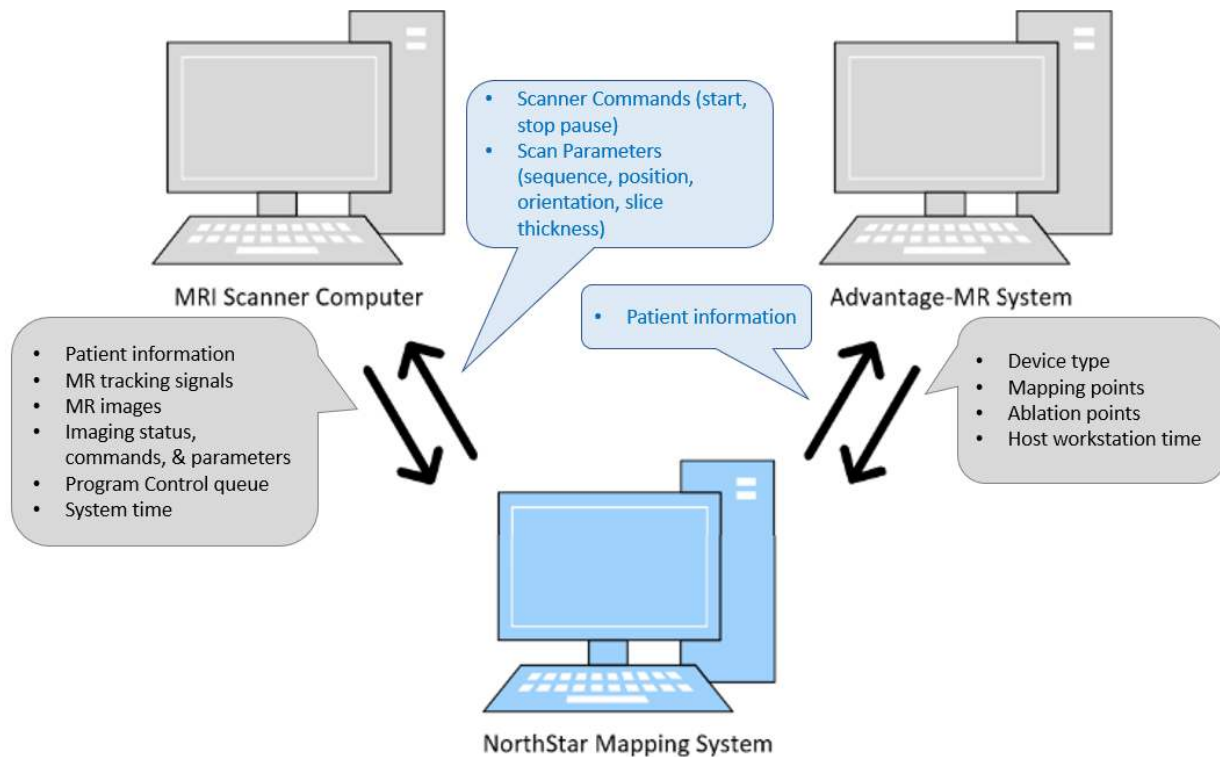 • Scanner Commands (start,
stop pause)
• Scan Parameters
(sequence, position,
orientation, slice
thickness)
MRI Scanner Computer
Advantage-MR System
• Patient information
• Patient information
• MR tracking signals
• MR images
• Imaging status,
commands, & parameters
• Program Control queue
• System time
• Device type
• Mapping points
• Ablation points
• Host workstation time
NorthStar Mapping System